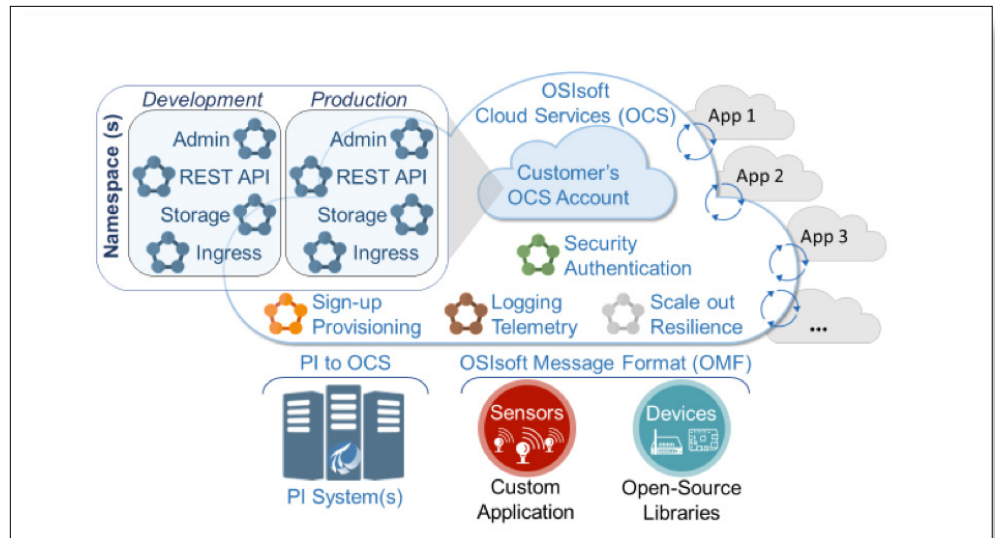 Namespace (s)
Development
Admin
REST API
Storage
Ingress
Production
Admin
REST API
Storage
Ingress
OSIsoft
Cloud Services (OCS)
Customer's
OCS Account
Security
Authentication
Sign-up
Provisioning
Logging
Telemetry
Scale out
Resilience
App 1
App 2
App 3
...
PI to OCS
PI System(s)
OSIsoft Message Format (OMF)
Sensors
Custom
Application
Devices
Open-Source
Libraries